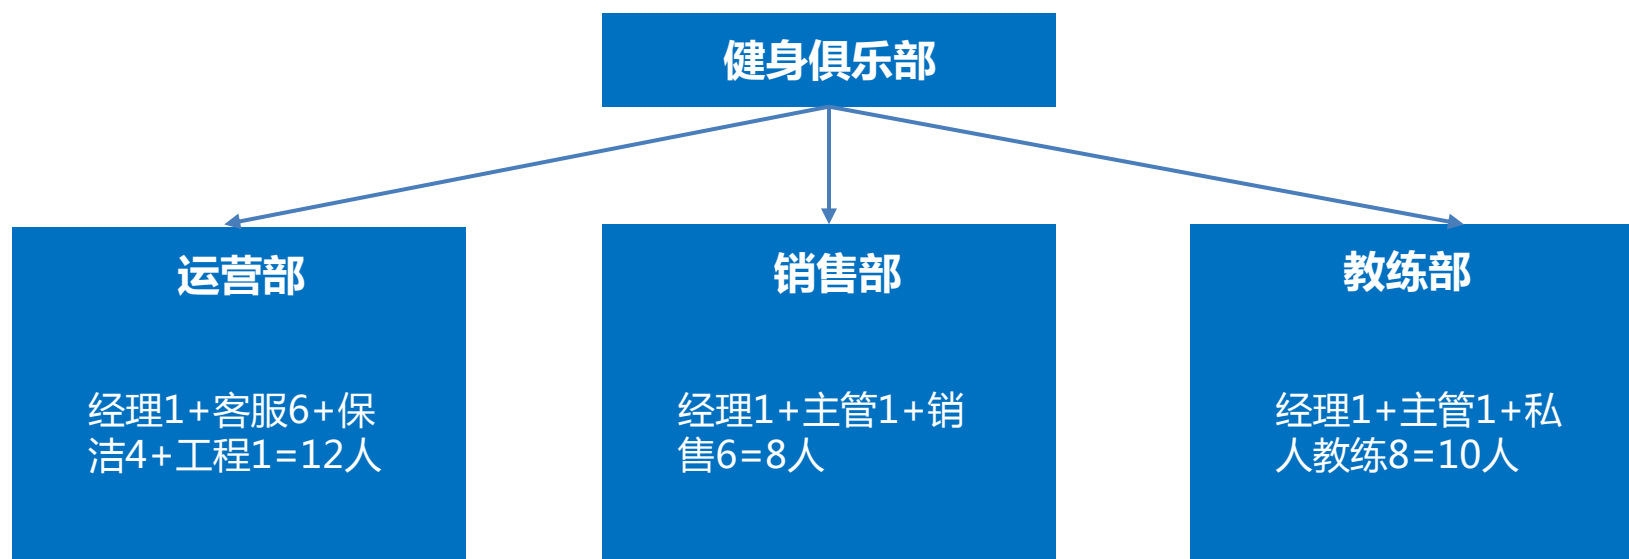 健身俱乐部
运营部
经理1+客服6+保
洁4+工程1=12人
销售部
经理1+主管1+销
售6=8人
教练部
经理1+主管1+私
人教练8=10人